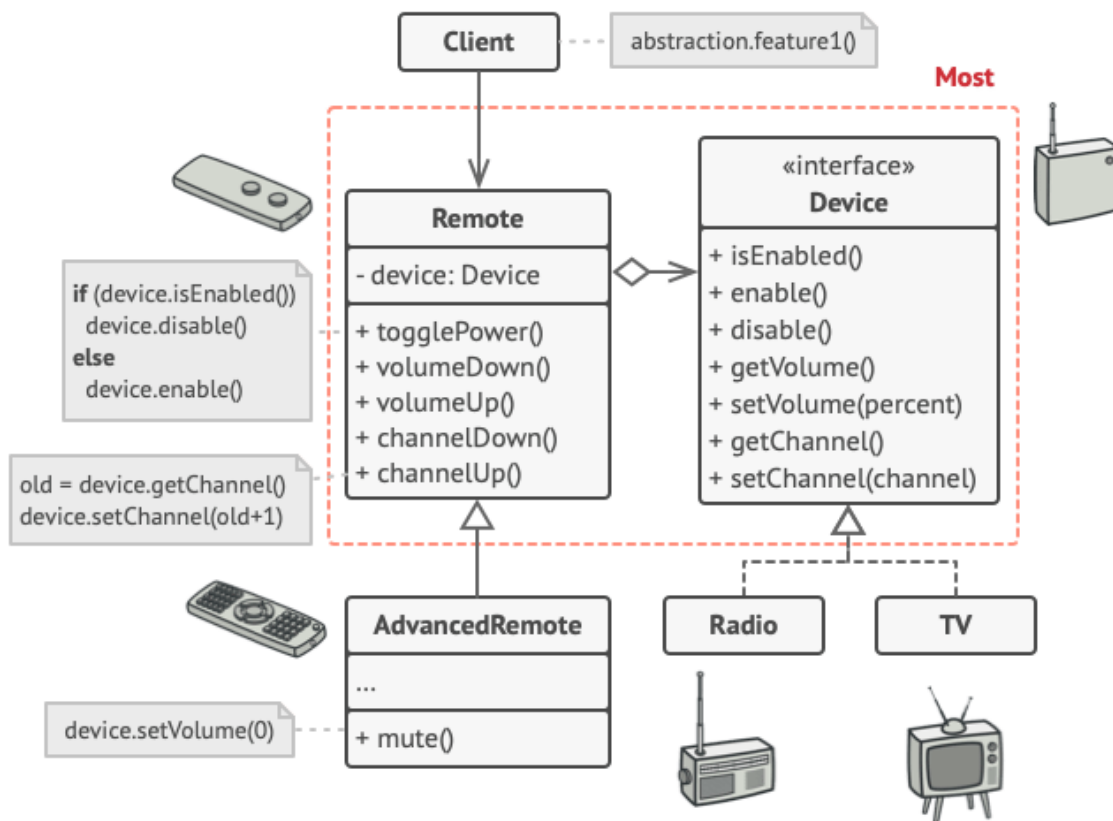 Client
abstraction.feature1()
Most
Remote
- device: Device
+ togglePower()
+ volumeDown()
+ volumeUp()
+ channelDown()
+ channelUp()
«interface»
Device
+ isEnabled()
+ enable()
+ disable()
+ getVolume()
+ setVolume(percent)
+ getChannel()
+ setChannel(channel)
if (device.isEnabled())
device.disable()
else
device.enable()
old = device.getChannel()
device.setChannel(old+1)
AdvancedRemote
...
+ mute()
device.setVolume(0)
Radio
TV